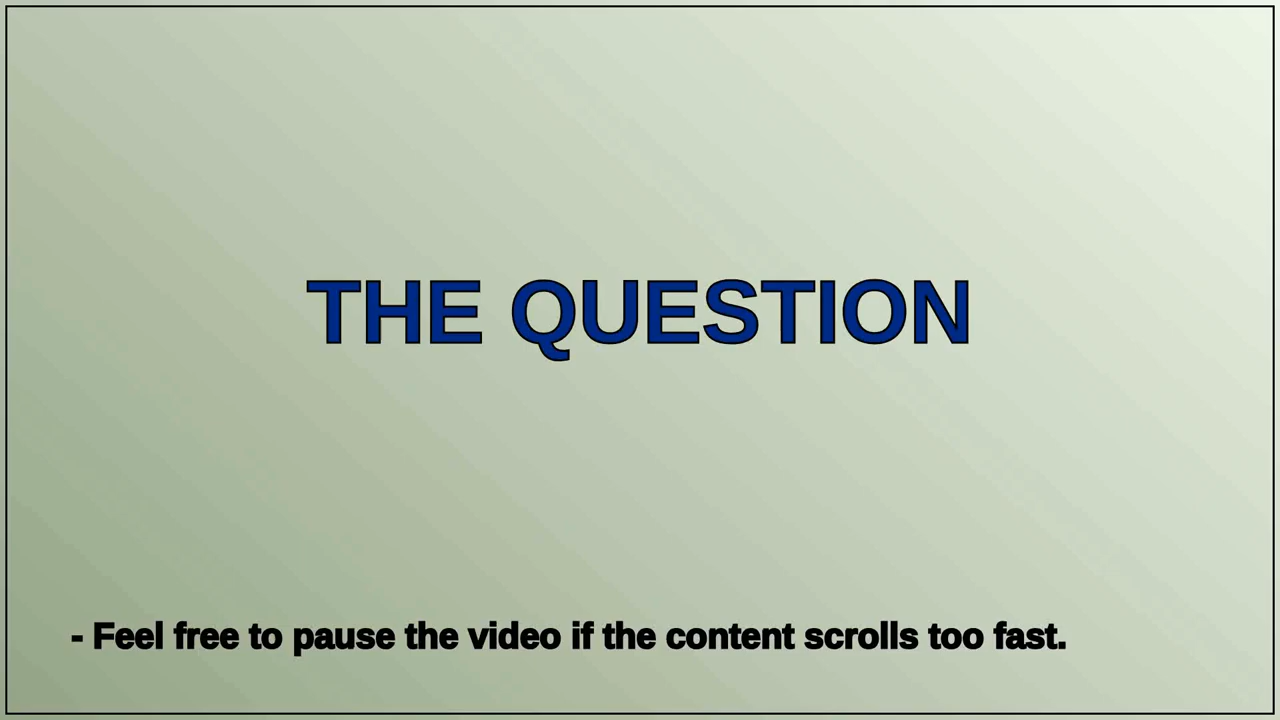 THE QUESTION
- Feel free to pause the video if the content scrolls too fast.